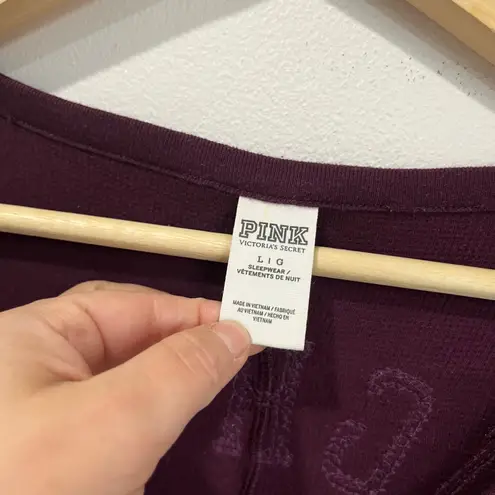 PINK
VICTORIA'S SECRET
L | G
SLEEPWEAR /
VÊTEMENTS DE NUIT
MADE IN VIETNAM / FABRIQUÉ
AU VIETNAM / HECHO EN
VIETNAM